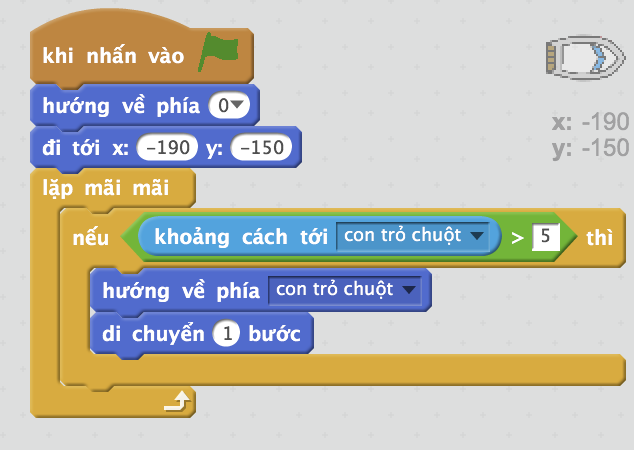 khi nhấn vào
hướng về phía 0
đi tới x: -190 y: -150
lặp mãi mãi
nếu khoảng cách tới con trỏ chuột > 5 thì
hướng về phía con trỏ chuột
di chuyển 1 bước
x: -190
y: -150